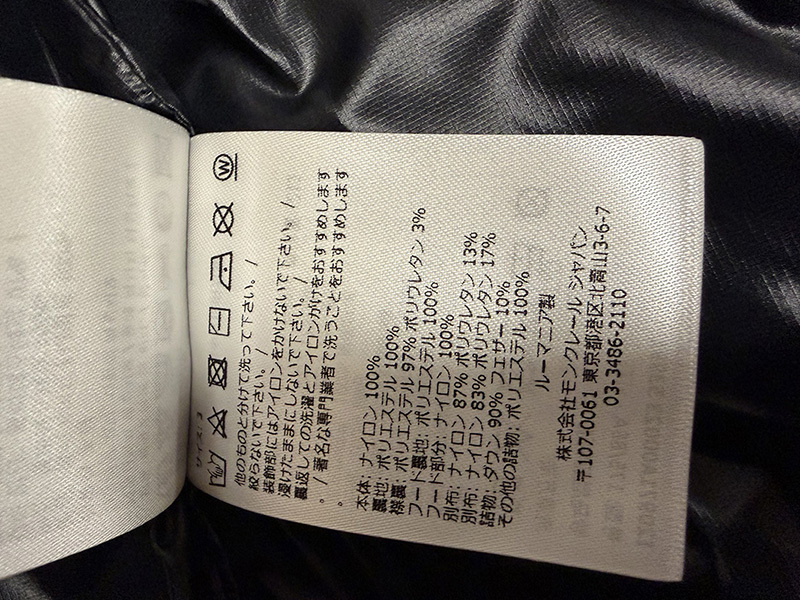 サイズ: 3
他のものと分けて洗って下さい。/
絞らないで下さい。/
装飾部にはアイロンをかけないで下さい。/
浸けたままにしないで下さい。/
裏返しての洗濯とアイロンがけをおすすめします
。/ 著名な専門業者で洗うことをおすすめします
。
本体: ナイロン 100%
裏地: ポリエステル 100%
襟裏: ポリエステル 97% ポリウレタン 3%
フード裏地: ポリエステル 100%
フード部分: ナイロン 100%
別布: ナイロン 87% ポリウレタン 13%
別布: ナイロン 83% ポリウレタン 17%
詰物: ダウン 90% フェザー 10%
その他の詰物: ポリエステル 100%
ルーマニア製
株式会社モンクレール ジャパン
〒107-0061 東京都港区北青山3-6-7
03-3486-2110